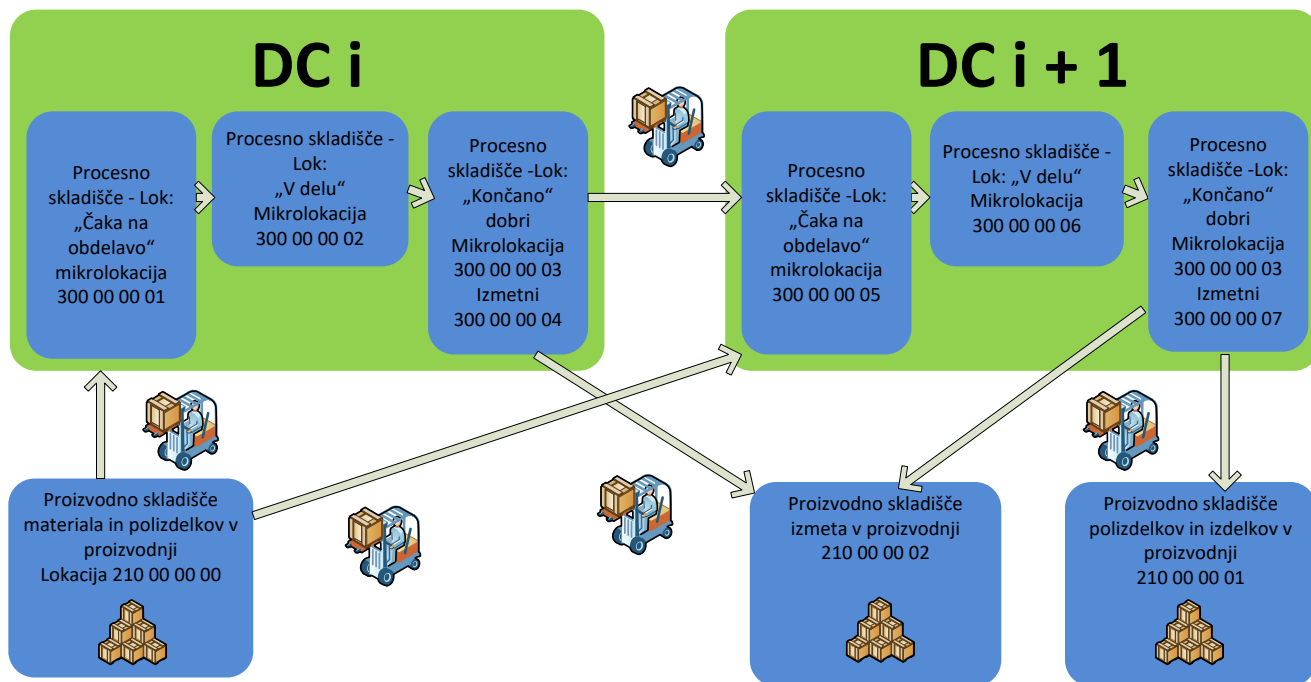 DC i
Procesno
skladišče - Lok:
„Čaka na
obdelavo“
mikrolokacija
300 00 00 01
Procesno skladišče -
Lok:
„V delu“
Mikrolokacija
300 00 00 02
Procesno
skladišče -Lok:
„Končano“
dobri
Mikrolokacija
300 00 00 03
Izmetni
300 00 00 04
DC i + 1
Procesno
skladišče -Lok:
„Čaka na
obdelavo“
mikrolokacija
300 00 00 05
Procesno skladišče -
Lok: „V delu“
Mikrolokacija
300 00 00 06
Procesno
skladišče -Lok:
„Končano“
dobri
Mikrolokacija
300 00 00 03
Izmetni
300 00 00 07
Proizvodno skladišče
materiala in polizdelkov v
proizvodnji
Lokacija 210 00 00 00
Proizvodno skladišče
izmeta v proizvodnji
210 00 00 02
Proizvodno skladišče
polizdelkov in izdelkov v
proizvodnji
210 00 00 01